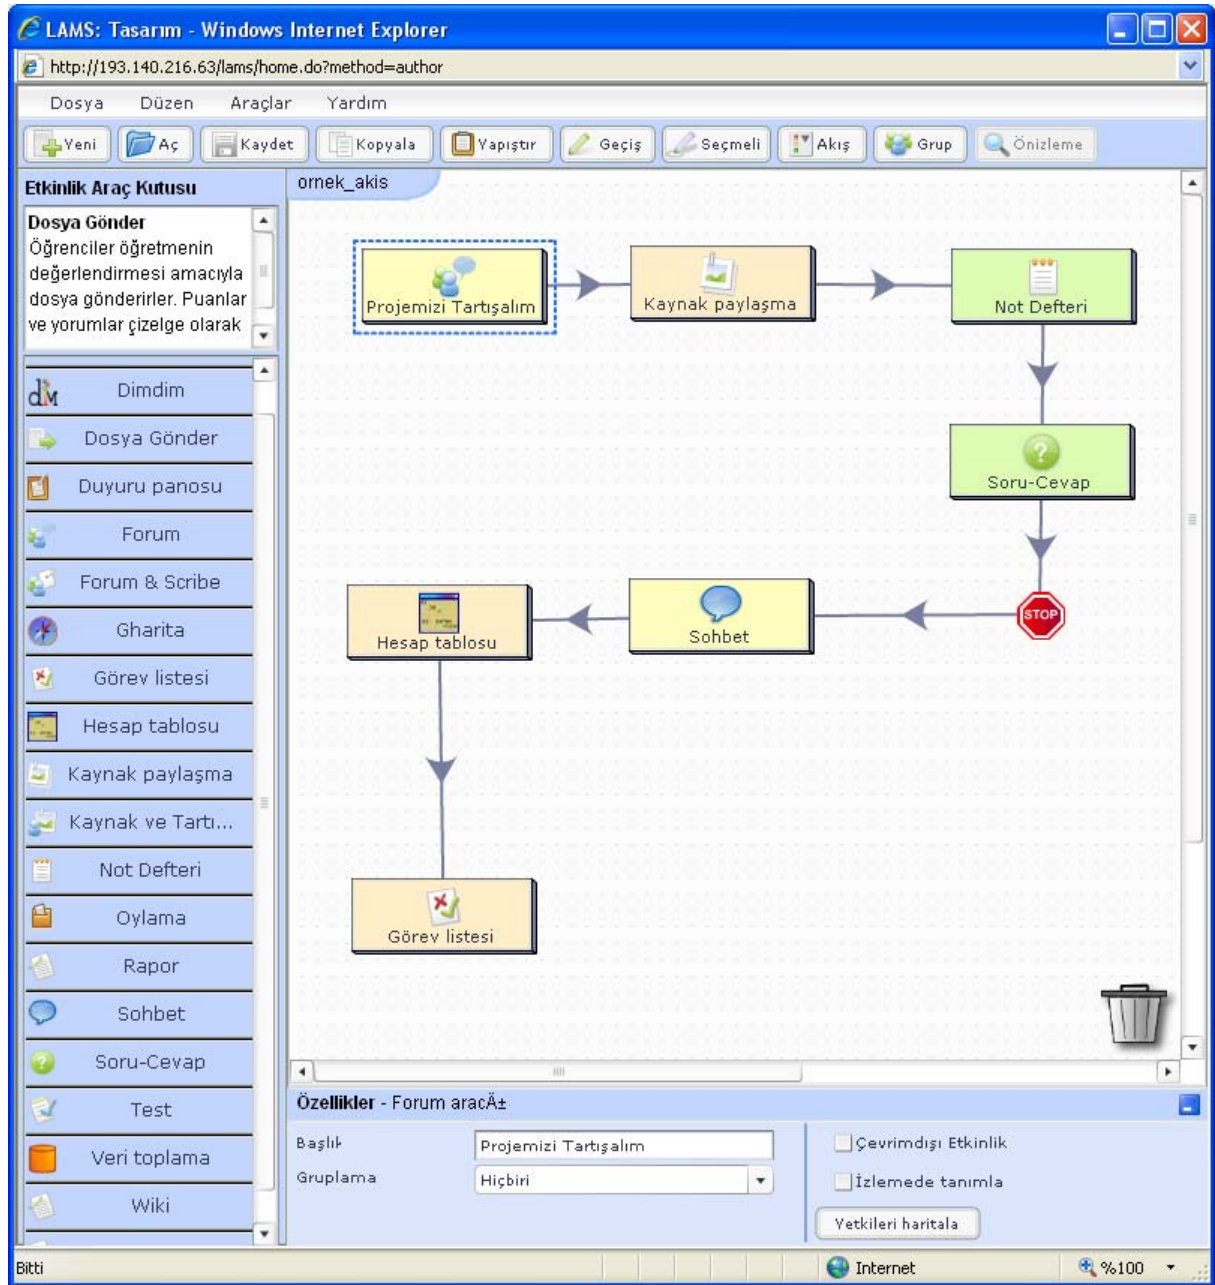 LAMS: Tasarım - Windows Internet Explorer
http://193.140.216.63/lams/home.do?method=author
Dosya Düzen Araçlar Yardım
Yeni Aç Kaydet Kopyala Yapıştır Geçiş Seçmeli Akış Grup Önizleme
Etkinlik Araç Kutusu
Dosya Gönder
Öğrenciler öğretmenin
değerlendirmesi amacıyla
dosya gönderirler. Puanlar
ve yorumlar çizelge olarak
dM Dimdim
Dosya Gönder
Duyuru panosu
Forum
Forum & Scribe
Gharita
Görev listesi
Hesap tablosu
Kaynak paylaşma
Kaynak ve Tartı...
Not Defteri
Oylama
Rapor
Sohbet
Soru-Cevap
Test
Veri toplama
Wiki
ornek_akis
Projemizi Tartışalım
Kaynak paylaşma
Not Defteri
Soru-Cevap
STOP
Sohbet
Hesap tablosu
Görev listesi
Özellikler - Forum aracÄ±
Başlık Projemizi Tartışalım
Gruplama Hiçbiri
Çevrimdışı Etkinlik
İzlemede tanımla
Yetkileri haritala
Bitti Internet %100